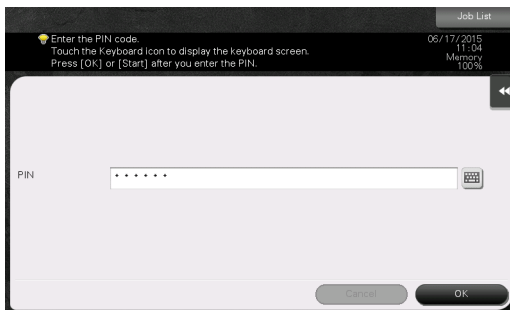 Job List
Enter the PIN code.
Touch the Keyboard icon to display the keyboard screen.
Press [OK] or [Start] after you enter the PIN.
06/17/2015
11:04
Memory
100%
PIN
* * * * * *
Cancel
OK